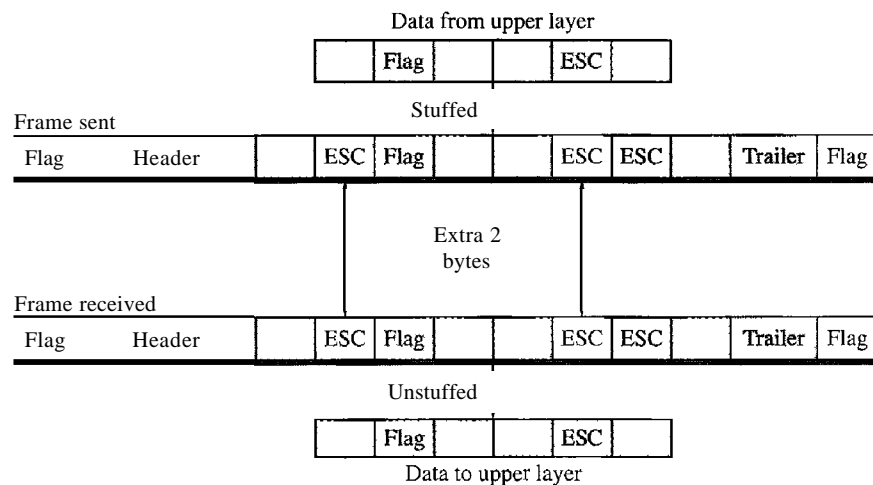 Data from upper layer
Flag ESC
Stuffed
Frame sent
Flag Header ESC Flag ESC ESC Trailer Flag
Extra 2
bytes
Frame received
Flag Header ESC Flag ESC ESC Trailer Flag
Unstuffed
Flag ESC
Data to upper layer